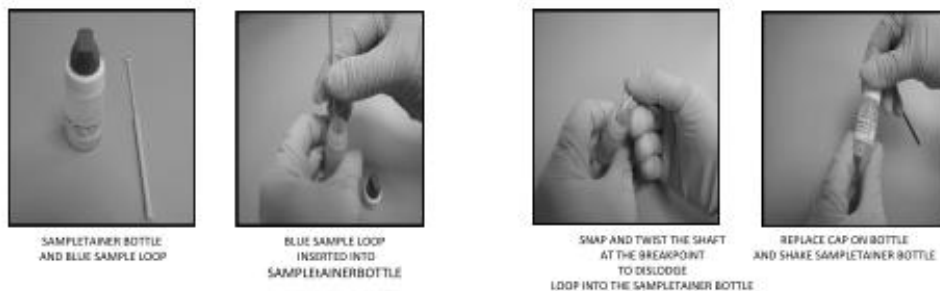 SAMPLETAINER BOTTLE
AND BLUE SAMPLE LOOP
BLUE SAMPLE LOOP
INSERTED INTO
SAMPLEtAINERBOTTLE
SNAP AND TWIST THE SHAFT
AT THE BREAKPOINT
TO DISLODGE
LOOP INTO THE SAMPLETAINER BOTTLE
REPLACE CAP ON BOTTLE
AND SHAKE SAMPLETAINER BOTTLE